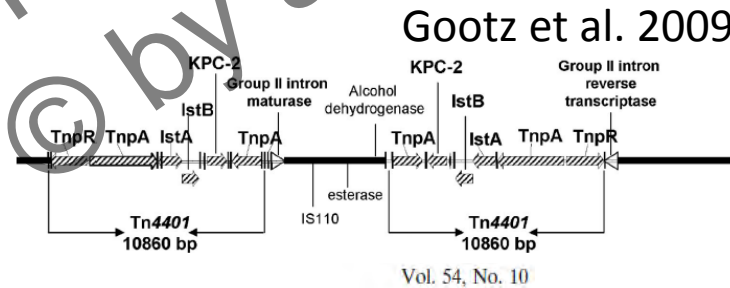 Gootz et al. 2009
© by a
KPC-2
Group II intron
maturase
IstB
TnpR TnpA IstA TnpA
Alcohol
dehydrogenase
KPC-2
IstB
Group II intron
reverse
transcriptase
TnpA IstA TnpA TnpR
esterase
IS110
Tn4401
10860 bp
Tn4401
10860 bp
Vol. 54, No. 10